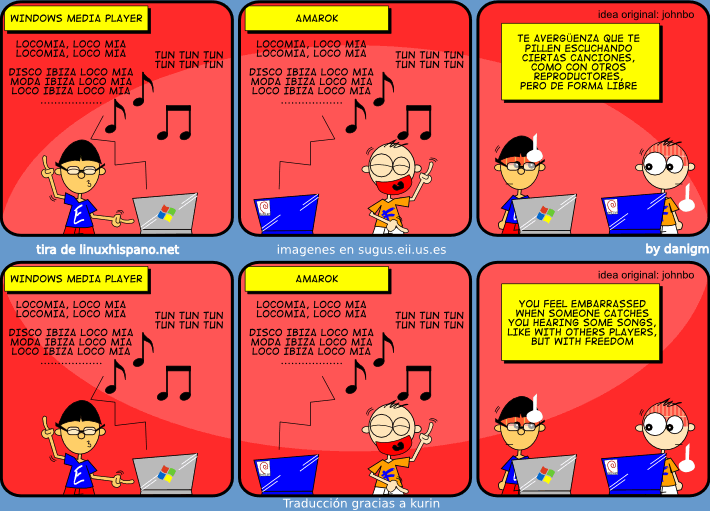 WINDOWS MEDIA PLAYER
LOCOMIA, LOCO MIA
LOCOMIA, LOCO MIA
TUN TUN TUN
TUN TUN TUN
DISCO IBIZA LOCO MIA
MODA IBIZA LOCO MIA
LOCO IBIZA LOCO MIA
...................
E
AMAROK
LOCOMIA, LOCO MIA
LOCOMIA, LOCO MIA
TUN TUN TUN
TUN TUN TUN
DISCO IBIZA LOCO MIA
MODA IBIZA LOCO MIA
LOCO IBIZA LOCO MIA
...................
idea original: johnbo
TE AVERGÜENZA QUE TE
PILLEN ESCUCHANDO
CIERTAS CANCIONES,
COMO CON OTROS
REPRODUCTORES,
PERO DE FORMA LIBRE
tira de linuxhispano.net
imagenes en sugus.eii.us.es
by danigm
WINDOWS MEDIA PLAYER
LOCOMIA, LOCO MIA
LOCOMIA, LOCO MIA
TUN TUN TUN
TUN TUN TUN
DISCO IBIZA LOCO MIA
MODA IBIZA LOCO MIA
LOCO IBIZA LOCO MIA
...................
E
AMAROK
LOCOMIA, LOCO MIA
LOCOMIA, LOCO MIA
TUN TUN TUN
TUN TUN TUN
DISCO IBIZA LOCO MIA
MODA IBIZA LOCO MIA
LOCO IBIZA LOCO MIA
...................
idea original: johnbo
YOU FEEL EMBARRASSED
WHEN SOMEONE CATCHES
YOU HEARING SOME SONGS,
LIKE WITH OTHERS PLAYERS,
BUT WITH FREEDOM
Traducción gracias a kurin